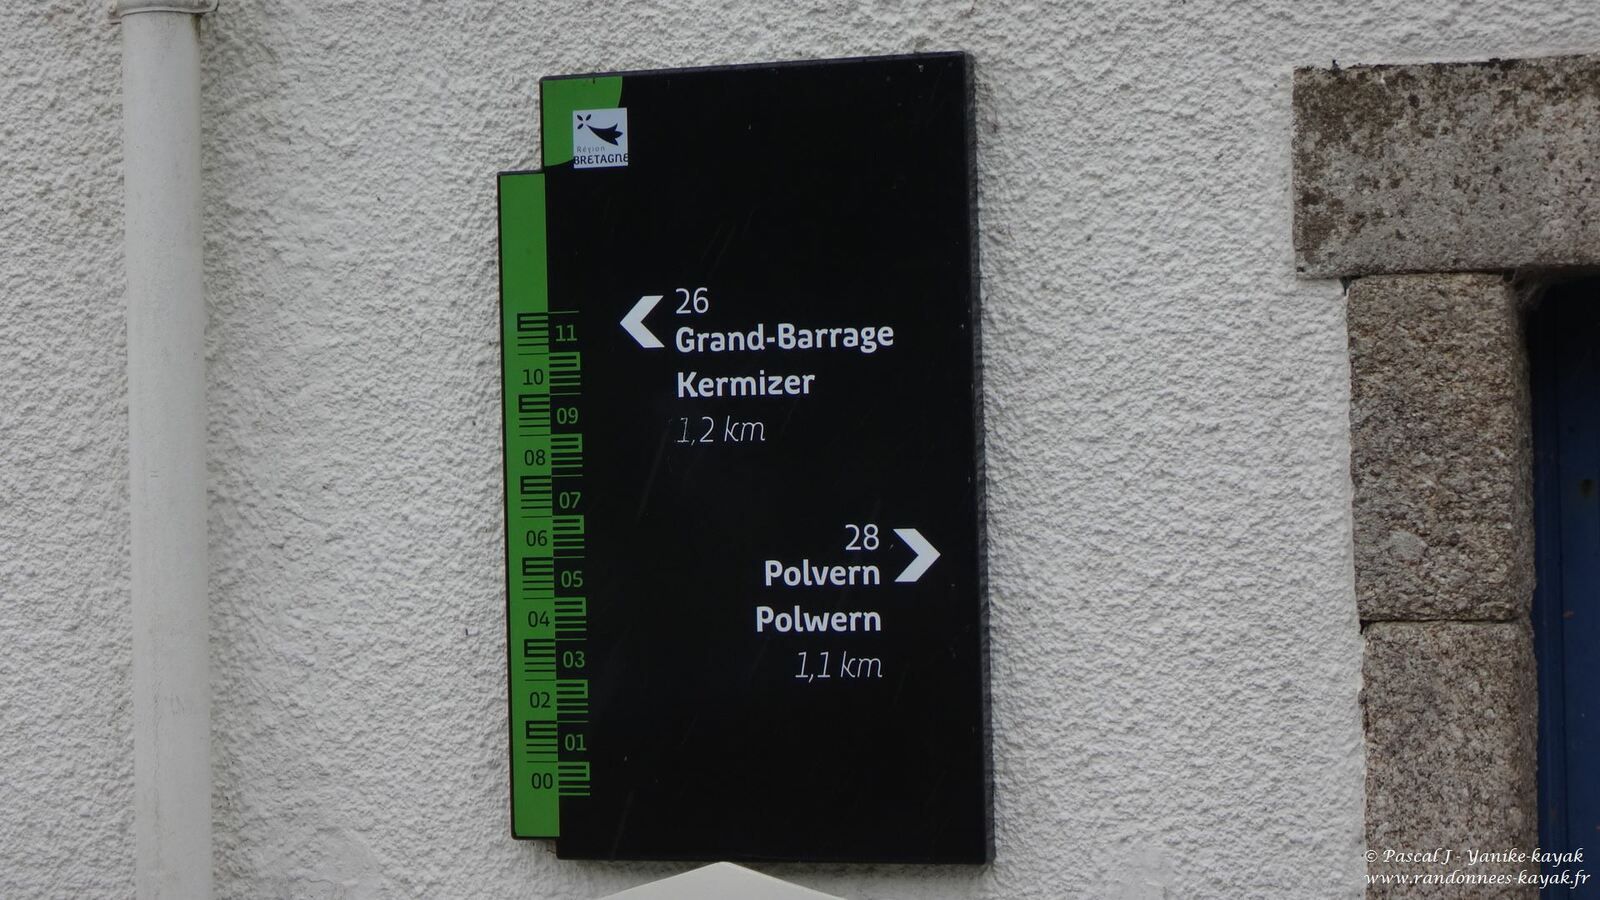 Région
BRETAGNE
26
Grand-Barrage
Kermizer
1,2 km
28
Polvern
Polwern
1,1 km
11
10
09
08
07
06
05
04
03
02
01
00
© Pascal J - Yanike-kayak
www.randonnees-kayak.fr